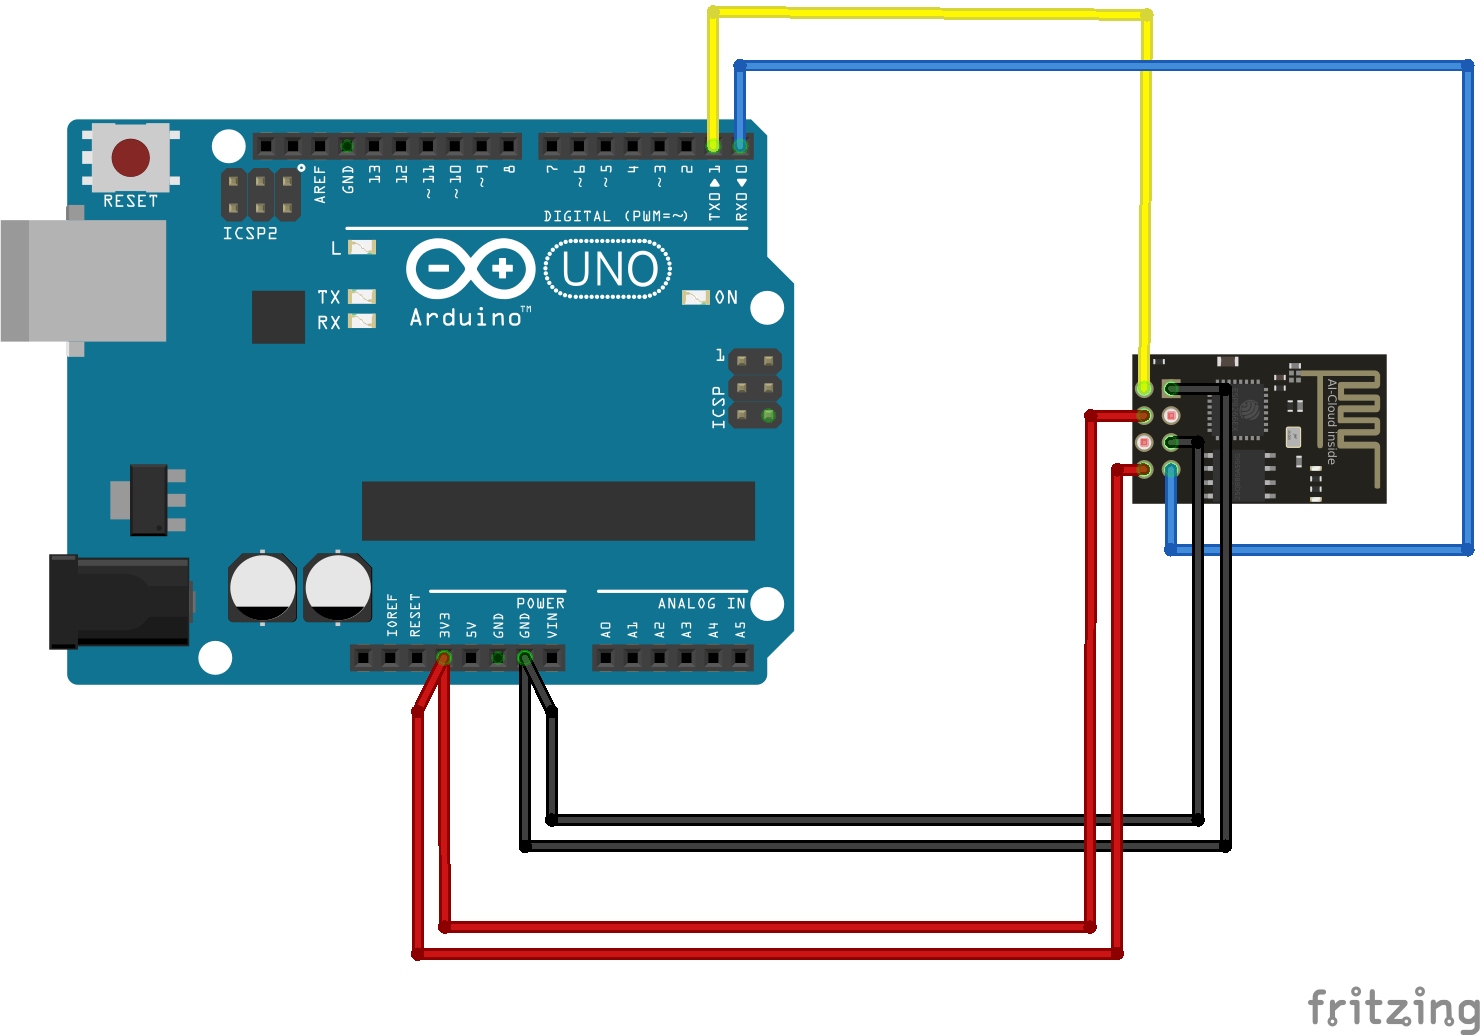 RESET
ICSP2
AREF
GND
13
12
~11
~10
~9
8
7
~6
~5
4
~3
2
TX0▶1
RX0◀0
DIGITAL (PWM=~)
L
TX
RX
UNO
Arduino™
ON
1
ICSP
AI-Cloud inside
POWER
ANALOG IN
IOREF
RESET
3V3
5V
GND
GND
VIN
A0
A1
A2
A3
A4
A5
fritzing